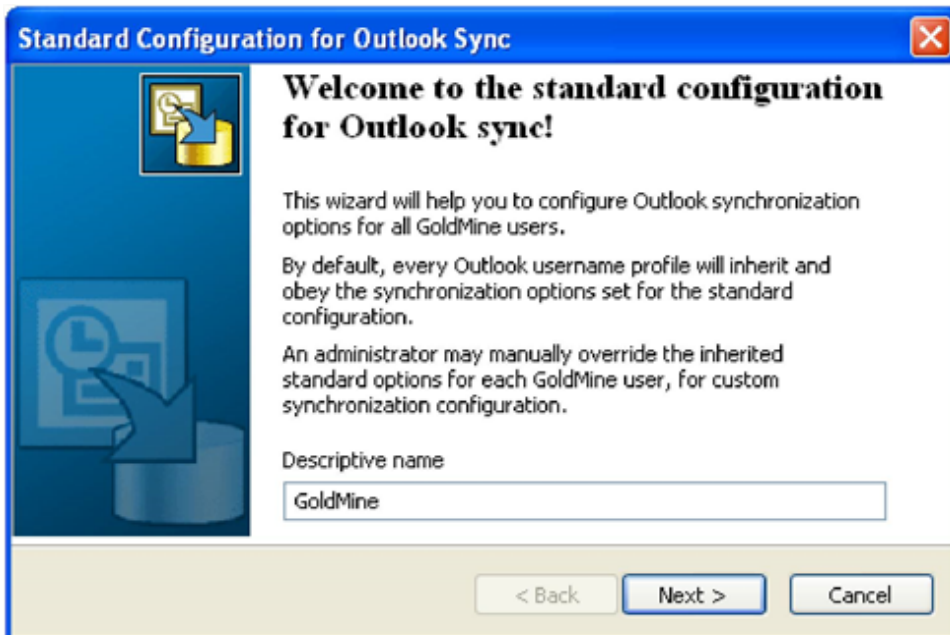 Standard Configuration for Outlook Sync
Welcome to the standard configuration
for Outlook sync!
This wizard will help you to configure Outlook synchronization
options for all GoldMine users.
By default, every Outlook username profile will inherit and
obey the synchronization options set for the standard
configuration.
An administrator may manually override the inherited
standard options for each GoldMine user, for custom
synchronization configuration.
Descriptive name
GoldMine
< Back Next > Cancel